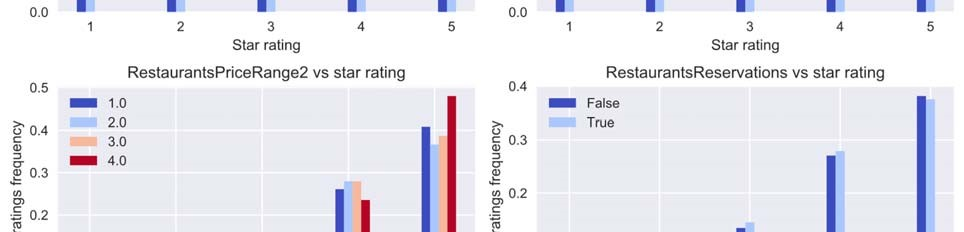 0.0
1 2 3 4 5
Star rating
0.0
1 2 3 4 5
Star rating
RestaurantsPriceRange2 vs star rating
0.5
0.4
0.3
0.2
ratings frequency
1.0
2.0
3.0
4.0
RestaurantsReservations vs star rating
0.4
0.3
0.2
ratings frequency
False
True